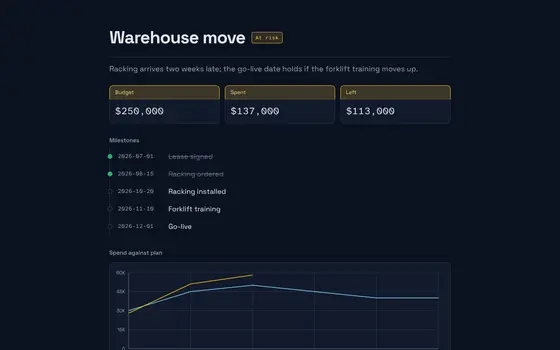 Warehouse move
At risk
Racking arrives two weeks late; the go-live date holds if the forklift training moves up.
Budget
$250,000
Spent
$137,000
Left
$113,000
Milestones
2026-07-01 Lease signed
2026-08-15 Racking ordered
2026-10-20 Racking installed
2026-11-10 Forklift training
2026-12-01 Go-live
Spend against plan
60K
45K
30K
15K
0